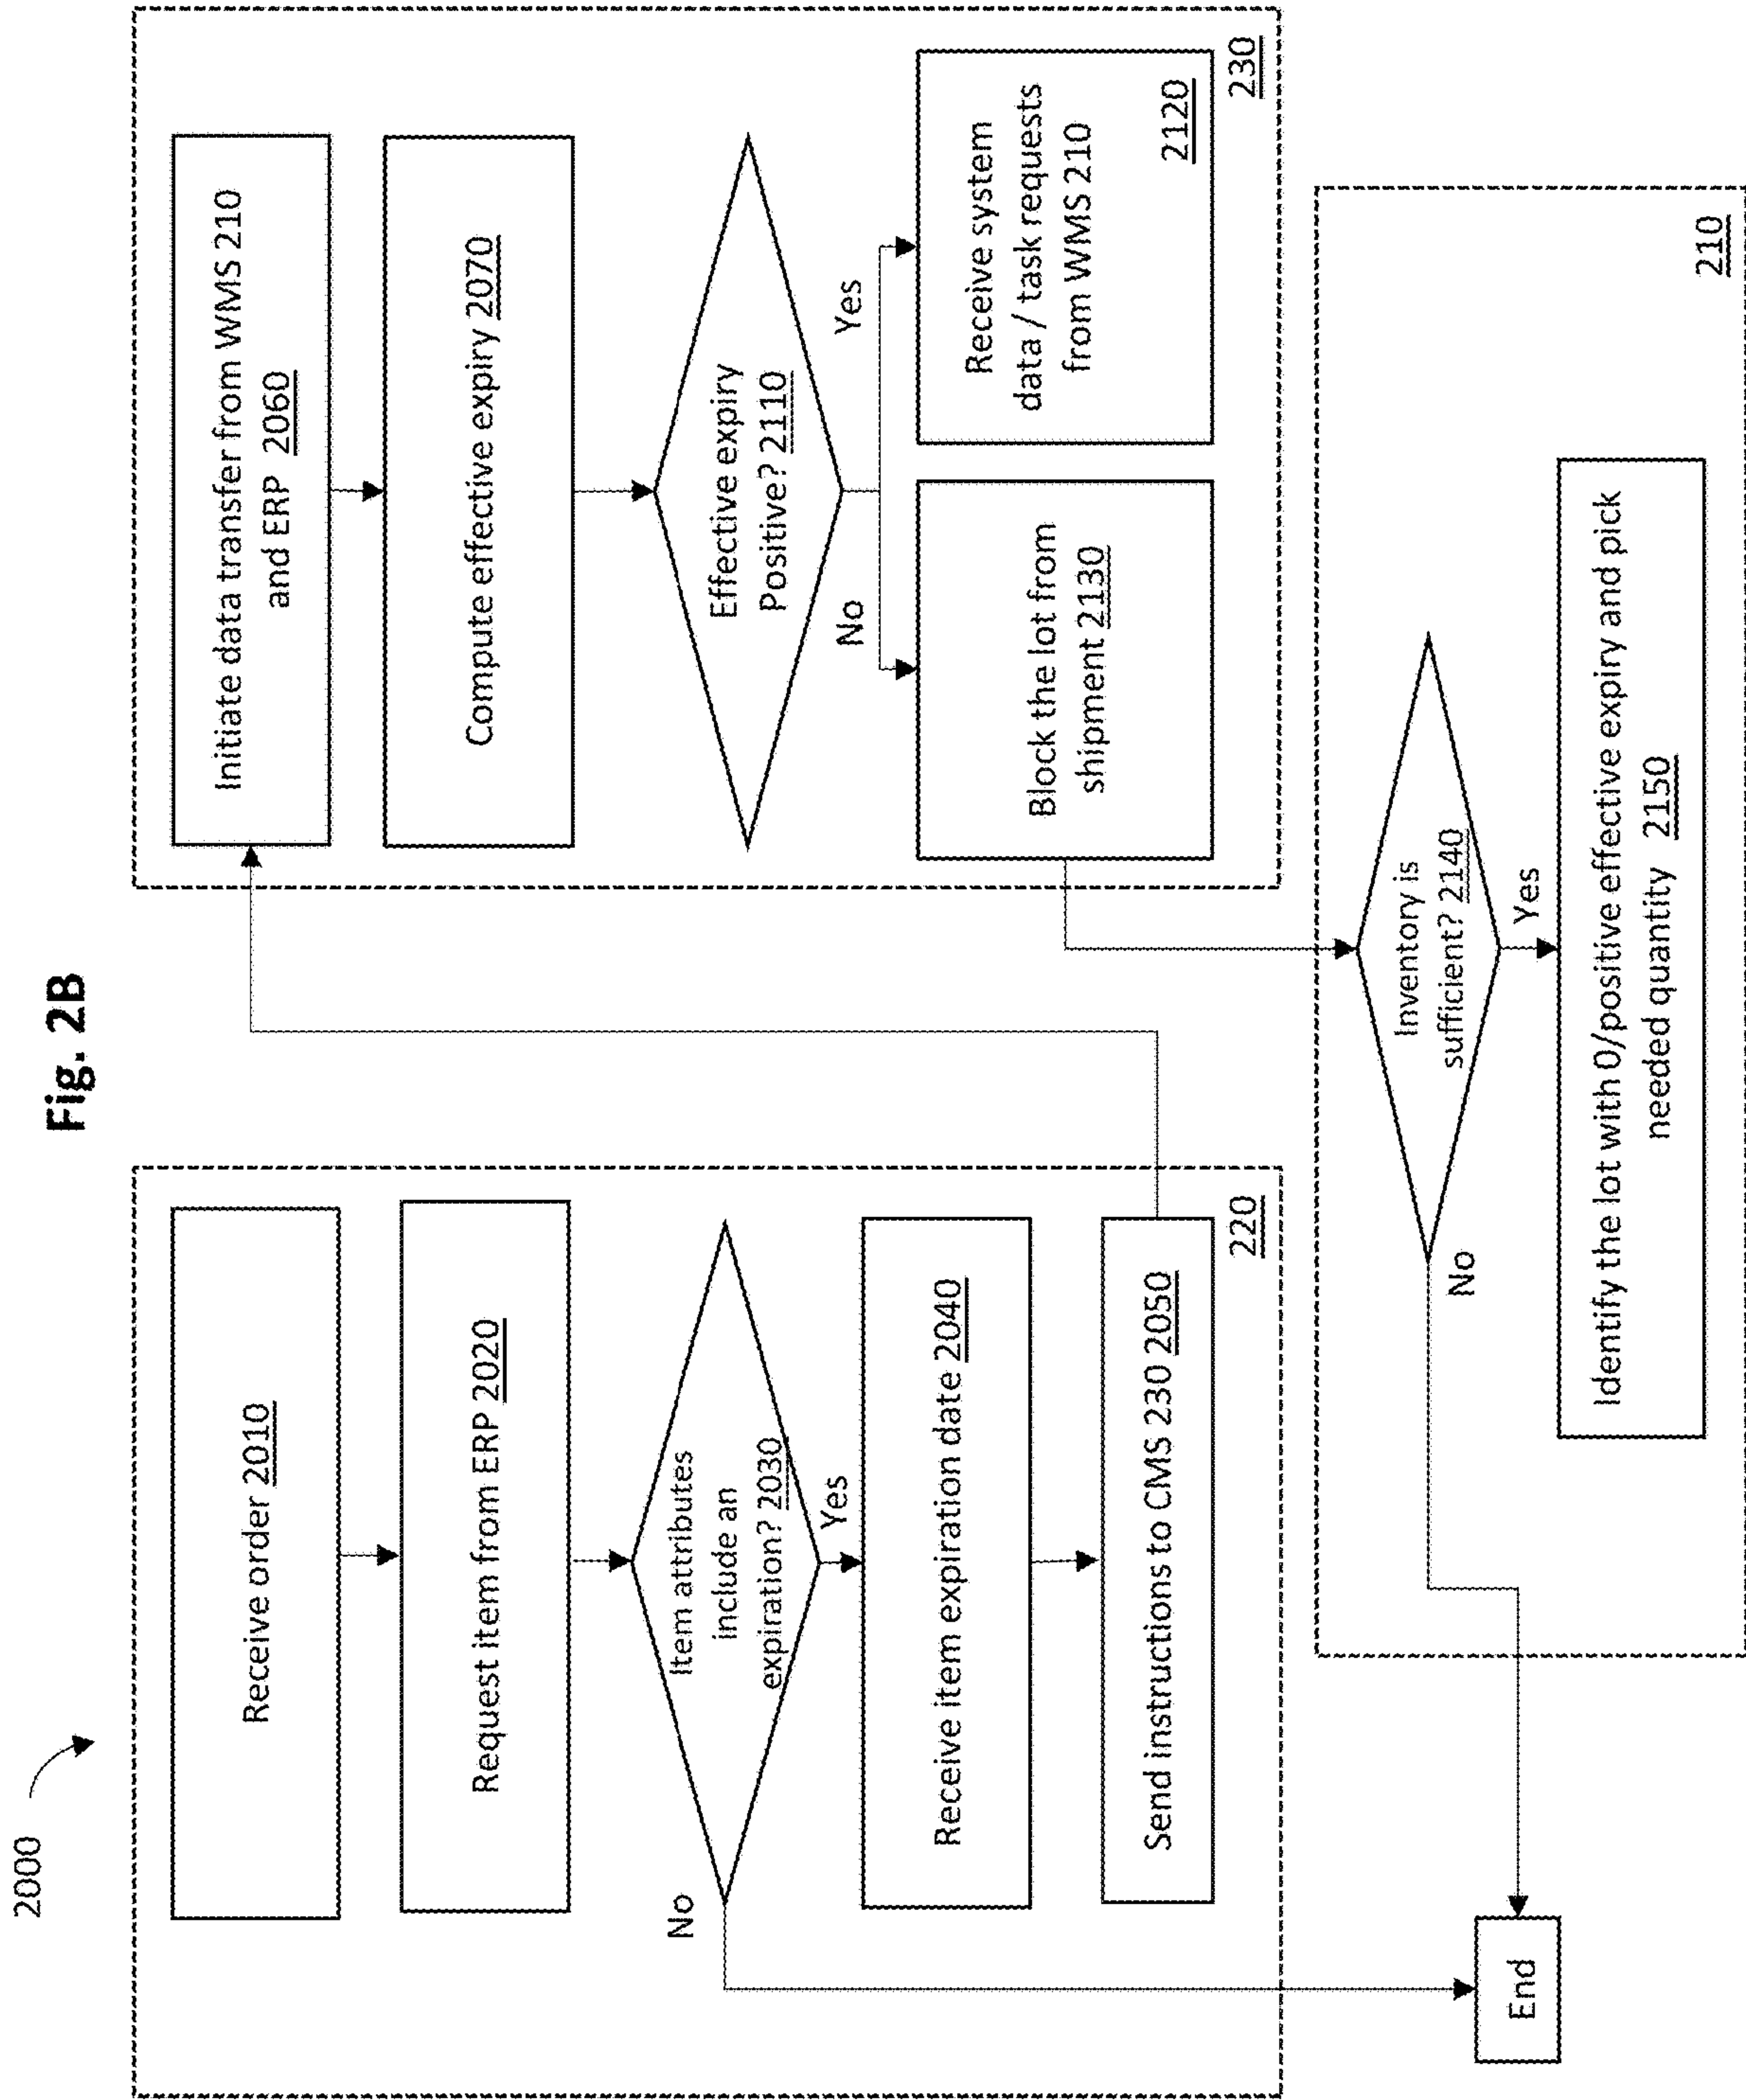 Fig. 2B
2000
Receive order 2010
Request item from ERP 2020
Item attributes
include an
expiration? 2030
No
Yes
Receive item expiration date 2040
Send instructions to CMS 230 2050
220
Initiate data transfer from WMS 210
and ERP 2060
Compute effective expiry 2070
Effective expiry
Positive? 2110
No
Yes
Block the lot from
shipment 2130
Receive system
data / task requests
from WMS 210
2120
230
Inventory is
sufficient? 2140
No
Yes
Identify the lot with 0/positive effective expiry and pick
needed quantity 2150
210
End